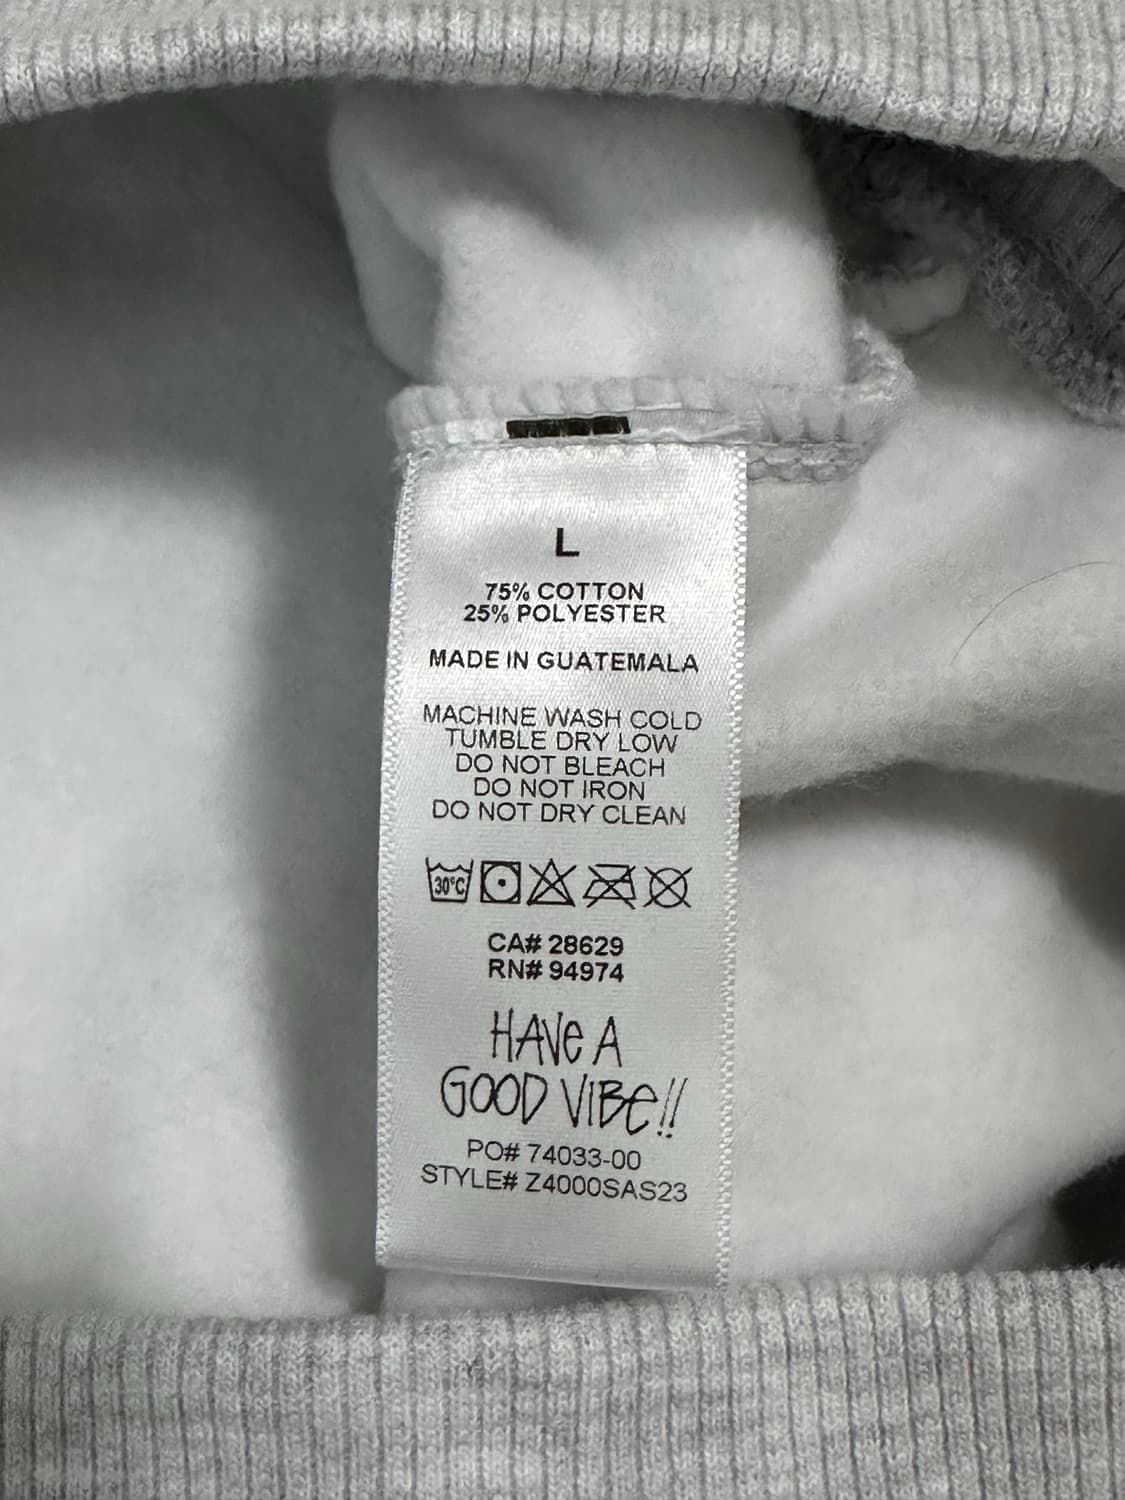 L
75% COTTON
25% POLYESTER
MADE IN GUATEMALA
MACHINE WASH COLD
TUMBLE DRY LOW
DO NOT BLEACH
DO NOT IRON
DO NOT DRY CLEAN
30°C
CA# 28629
RN# 94974
HAVe A
GOOD VIBe!!
PO# 74033-00
STYLE# Z4000SAS23